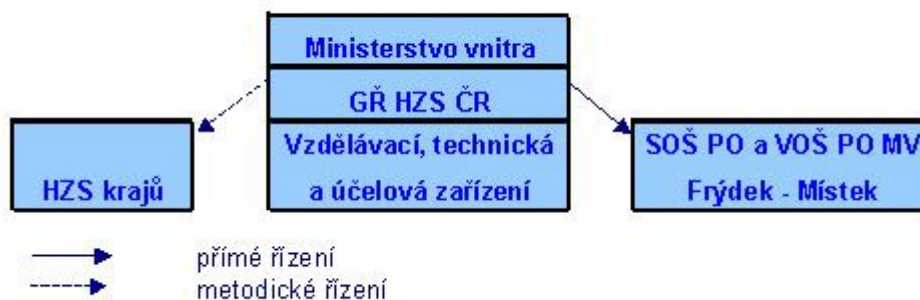 Ministerstvo vnitra
GŘ HZS ČR
Vzdělávací, technická
a účelová zařízení
HZS krajů
SOŠ PO a VOŠ PO MV
Frýdek - Místek
přímé řízení
metodické řízení